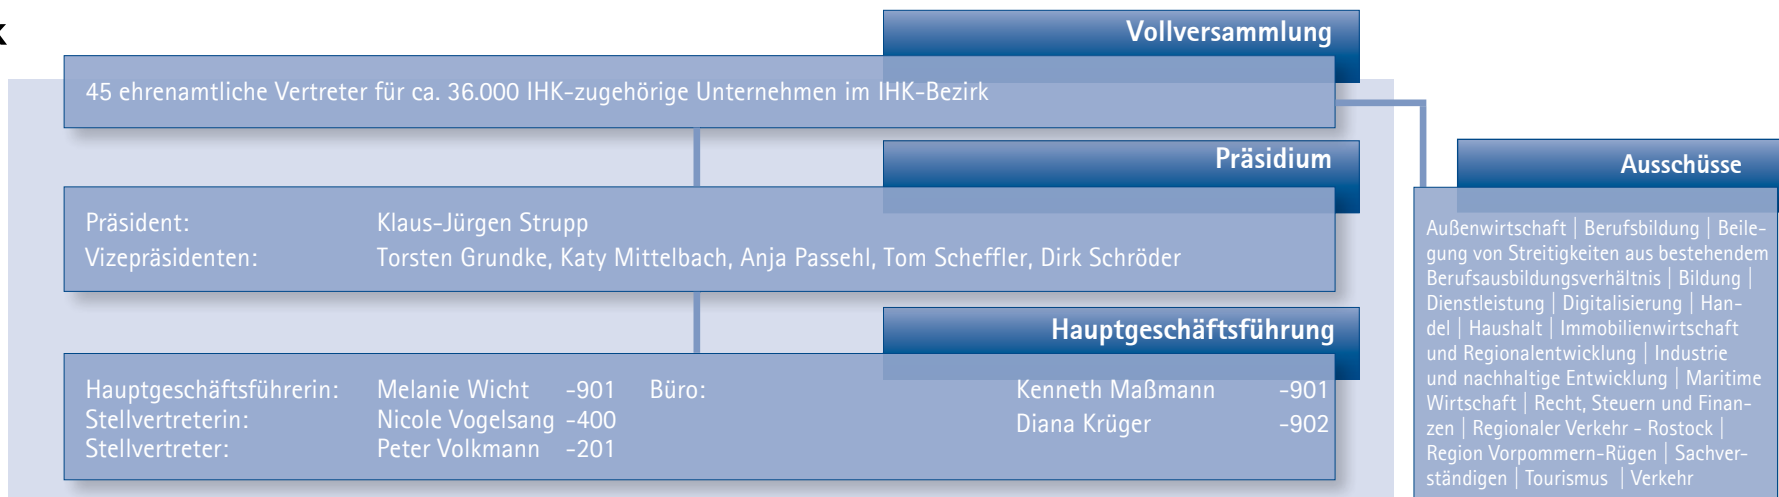 k
Vollversammlung
45 ehrenamtliche Vertreter für ca. 36.000 IHK-zugehörige Unternehmen im IHK-Bezirk
Präsidium
Präsident: Klaus-Jürgen Strupp
Vizepräsidenten: Torsten Grundke, Katy Mittelbach, Anja Passehl, Tom Scheffler, Dirk Schröder
Hauptgeschäftsführung
Hauptgeschäftsführerin: Melanie Wicht -901 Büro: Kenneth Maßmann -901
Stellvertreterin: Nicole Vogelsang -400 Diana Krüger -902
Stellvertreter: Peter Volkmann -201
Ausschüsse
Außenwirtschaft | Berufsbildung | Beile-
gung von Streitigkeiten aus bestehendem
Berufsausbildungsverhältnis | Bildung |
Dienstleistung | Digitalisierung | Han-
del | Haushalt | Immobilienwirtschaft
und Regionalentwicklung | Industrie
und nachhaltige Entwicklung | Maritime
Wirtschaft | Recht, Steuern und Finan-
zen | Regionaler Verkehr - Rostock |
Region Vorpommern-Rügen | Sachver-
ständigen | Tourismus | Verkehr